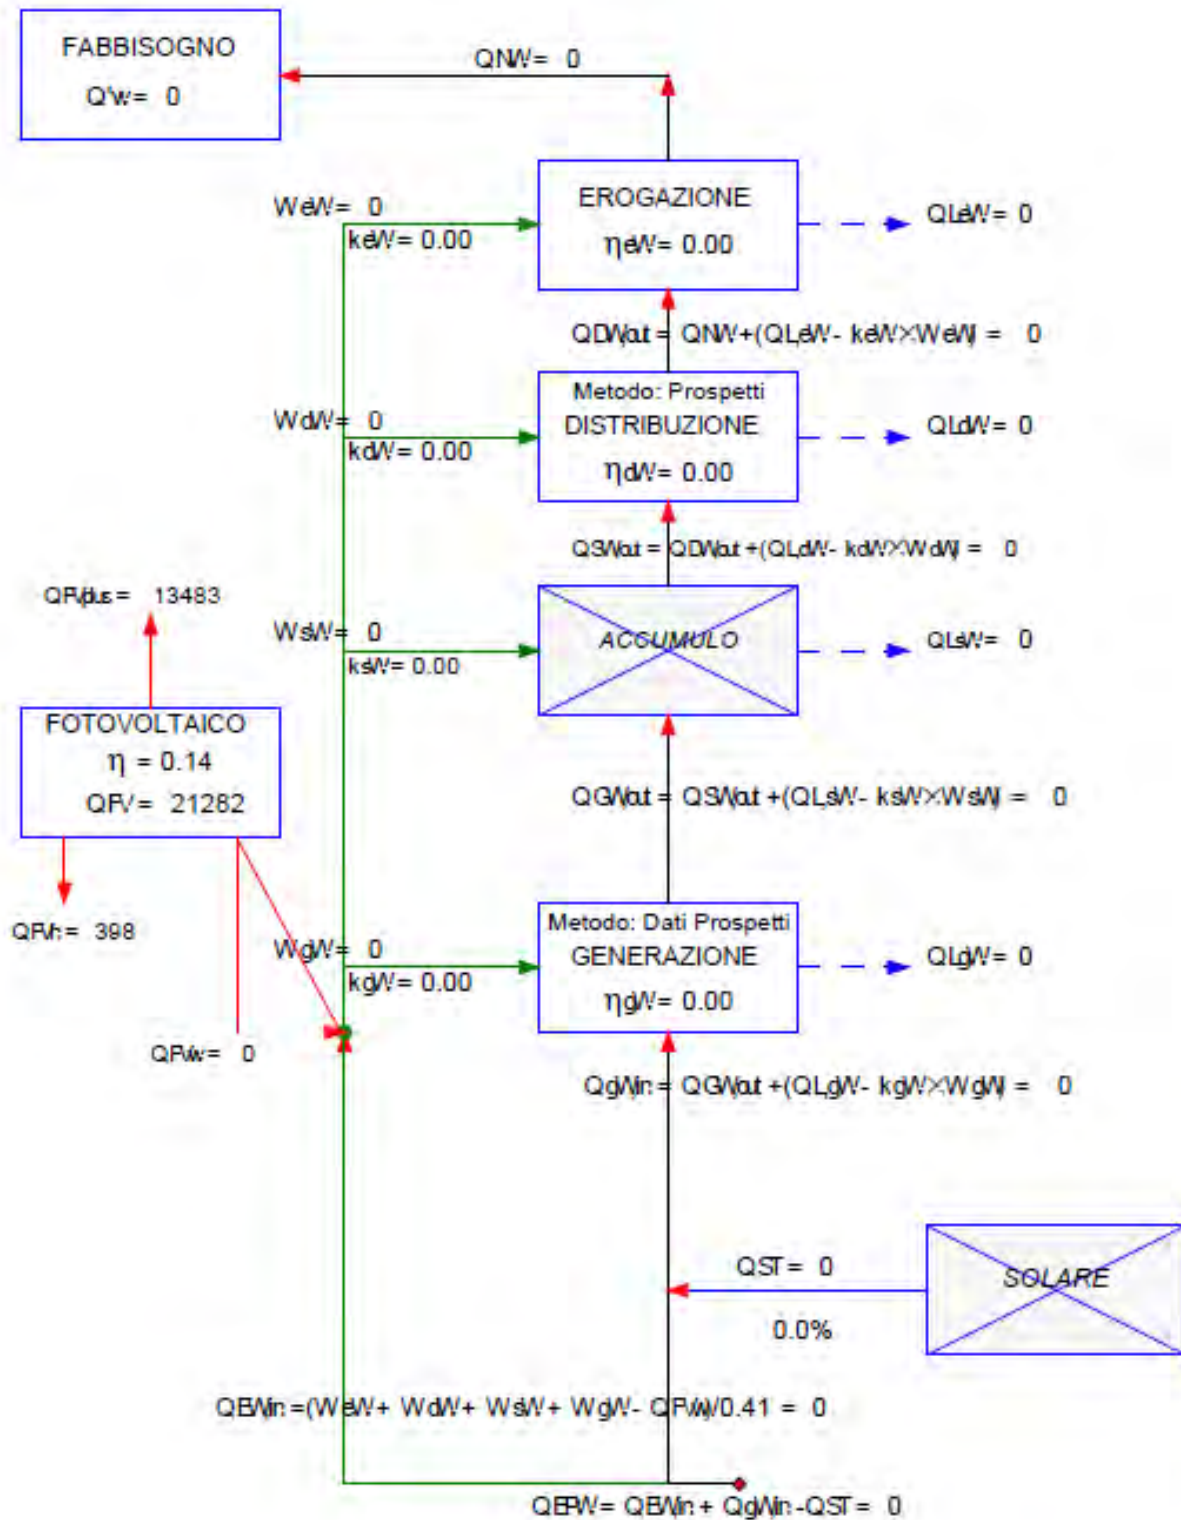 FABBISOGNO
Q'w= 0
QNW= 0
WeW= 0
keW= 0.00
EROGAZIONE
ηeW= 0.00
QLeW= 0
QDWout = QNW+(QLeW- keW×WeW) = 0
WdW= 0
kdW= 0.00
Metodo: Prospetti
DISTRIBUZIONE
ηdW= 0.00
QLdW= 0
QSWout = QDWout +(QLdW- kdW×WdW) = 0
QFVplus = 13483
WsW= 0
ksW= 0.00
ACCUMULO
QLsW= 0
FOTOVOLTAICO
η = 0.14
QFV = 21282
QGWout = QSWout +(QLsW- ksW×WsW) = 0
QFVh = 398
WgW= 0
kgW= 0.00
Metodo: Dati Prospetti
GENERAZIONE
ηgW= 0.00
QLgW= 0
QFVw = 0
QgWin = QGWout +(QLgW- kgW×WgW) = 0
QST = 0
0.0%
SOLARE
QEWin =(WeW+ WdW+ WsW+ WgW- QFVw)/0.41 = 0
QEPW= QEWin + QgWin -QST = 0